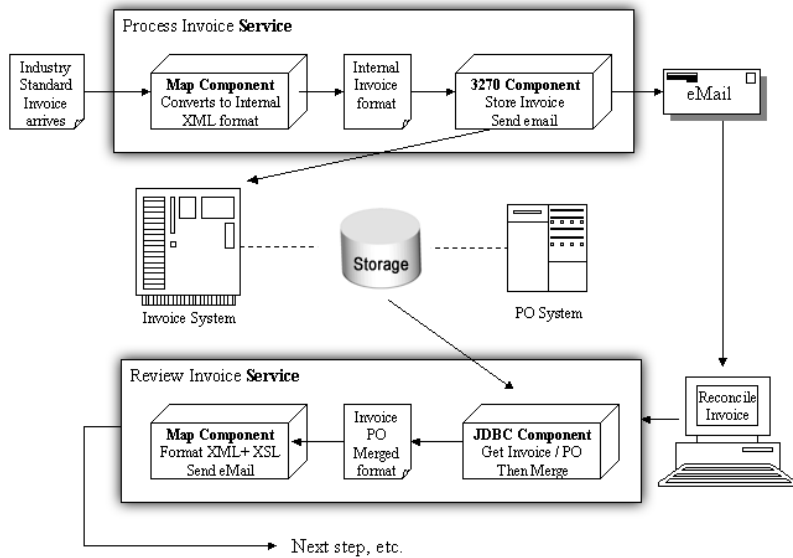 Process Invoice Service
Industry
Standard
Invoice
arrives
Map Component
Converts to Internal
XML format
Internal
Invoice
format
3270 Component
Store Invoice
Send email
eMail
Invoice System
Storage
PO System
Review Invoice Service
Map Component
Format XML+ XSL
Send eMail
Invoice
PO
Merged
format
JDBC Component
Get Invoice / PO
Then Merge
Reconcile
Invoice
Next step, etc.